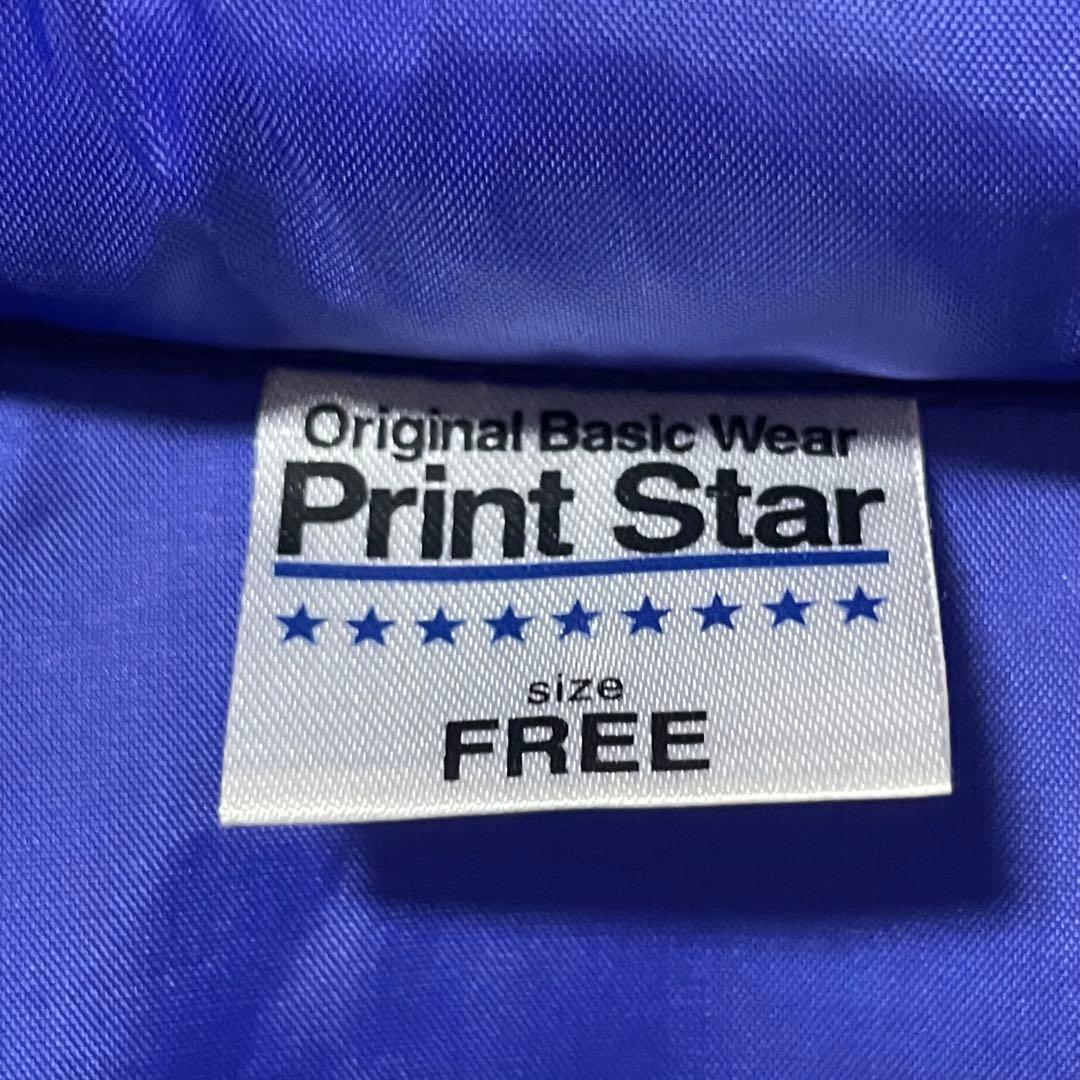 Original Basic Wear
Print Star
size
FREE